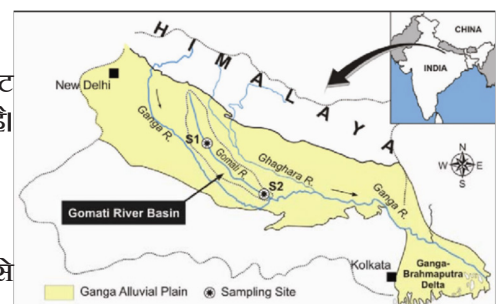 CHINA
INDIA
HIMALAYA
New Delhi
Ganga R.
S1
Gomati R.
Ghaghara R.
S2
Ganga R.
Gomati River Basin
N
W E
S
Kolkata
Ganga-
Brahmaputra
Delta
Ganga Alluvial Plain
Sampling Site
से